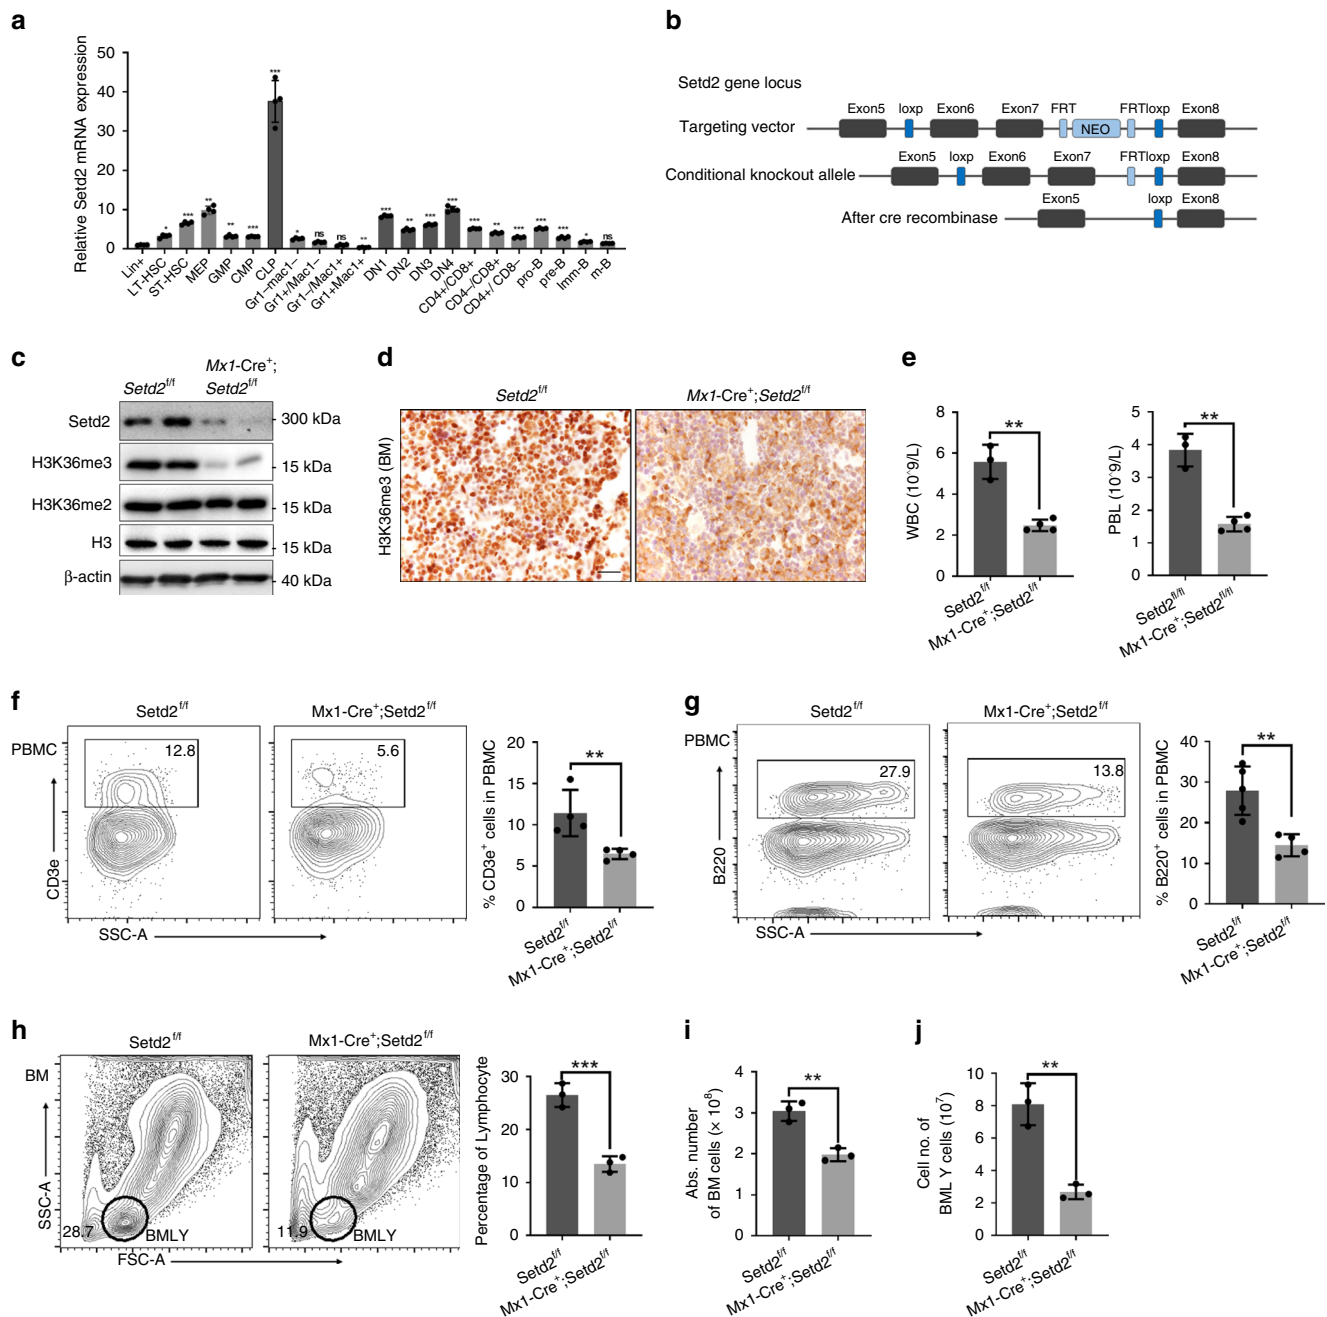 a
Relative Setd2 mRNA expression
50
40
30
20
10
0
*
***
**
**
***
***
*
ns
ns
**
***
**
***
***
***
**
***
***
***
*
ns
Lin+
LT-HSC
ST-HSC
MEP
GMP
CMP
CLP
Gr1–mac1–
Gr1+/Mac1–
Gr1–/Mac1+
Gr1+Mac1+
DN1
DN2
DN3
DN4
CD4+/CD8+
CD4–/CD8+
CD4+/ CD8–
pro-B
pre-B
Imm-B
m-B
b
Setd2 gene locus
Targeting vector
Exon5 loxp Exon6 Exon7 FRT NEO FRT loxp Exon8
Conditional knockout allele
Exon5 loxp Exon6 Exon7 FRT loxp Exon8
After cre recombinase
Exon5 loxp Exon8
c
Setd2f/f
Mx1-Cre+;
Setd2f/f
Setd2 300 kDa
H3K36me3 15 kDa
H3K36me2 15 kDa
H3 15 kDa
β-actin 40 kDa
d
Setd2f/f
Mx1-Cre+;Setd2f/f
H3K36me3 (BM)
e
WBC (10^9/L)
8
6
4
2
0
**
Setd2f/f
Mx1-Cre+;Setd2f/f
PBL (10^9/L)
5
4
3
2
1
0
**
Setd2fl/fl
Mx1-Cre+;Setd2fl/fl
f
Setd2f/f
Mx1-Cre+;Setd2f/f
PBMC
12.8
5.6
CD3e
SSC-A
% CD3e+ cells in PBMC
20
15
10
5
0
**
Setd2f/f
Mx1-Cre+;Setd2f/f
g
Setd2f/f
Mx1-Cre+;Setd2f/f
PBMC
27.9
13.8
B220
SSC-A
% B220+ cells in PBMC
40
30
20
10
0
**
Setd2f/f
Mx1-Cre+;Setd2f/f
h
Setd2f/f
Mx1-Cre+;Setd2f/f
BM
28.7
BMLY
11.9
BMLY
SSC-A
FSC-A
Percentage of Lymphocyte
30
20
10
0
***
Setd2f/f
Mx1-Cre+;Setd2f/f
i
Abs. number
of BM cells (× 10⁸)
4
3
2
1
0
**
Setd2f/f
Mx1-Cre+;Setd2f/f
j
Cell no. of
BML Y cells (10⁷)
10
8
6
4
2
0
**
Setd2f/f
Mx1-Cre+;Setd2f/f